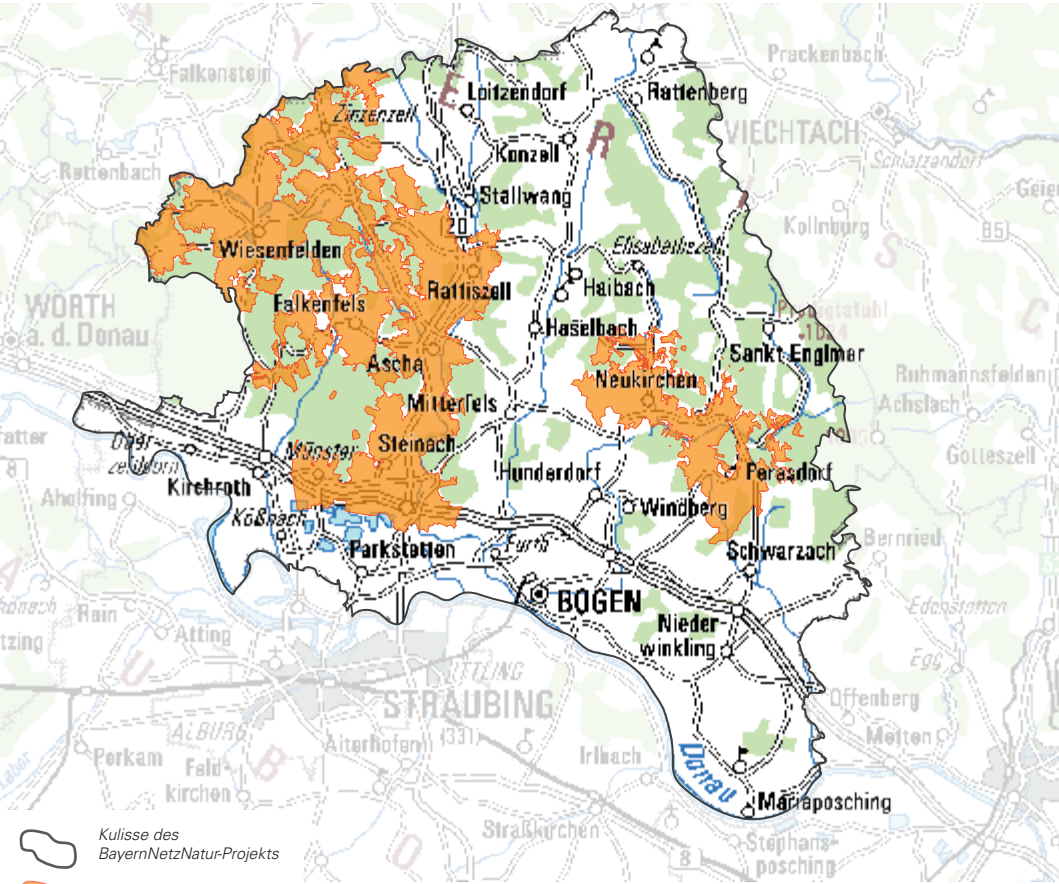 Falkenstein
Prackenbach
Loitzendorf
Rattenberg
Zinzenzell
VIECHTACH
Konzell
Schlatzendorf
Rettenbach
Stallwang
Kollnburg
20
85
Wiesenfelden
Elisabethszell
Haibach
Rattiszell
WÖRTH
a. d. Donau
Falkenfels
Haselbach
Sankt Englmar
Ascha
Neukirchen
Ruhmannsfelden
Mitterfels
Achslach
Steinach
Münster
Gotteszell
Hunderdorf
Perasdorf
8
Kirchroth
Aholfing
Windberg
Kößnach
Parkstetten
Furth
Schwarzach
Bernried
BOGEN
Rain
Atting
Nieder-
winkling
Edenstetten
Egg
STRAUBING
Offenberg
ALBURG
Aiterhofen
(331)
Metten
Perkam
Irlbach
Feld-
kirchen
Donau
Mariaposching
Straßkirchen
8
Stephans-
posching
Kulisse des
BayernNetzNatur-Projekts